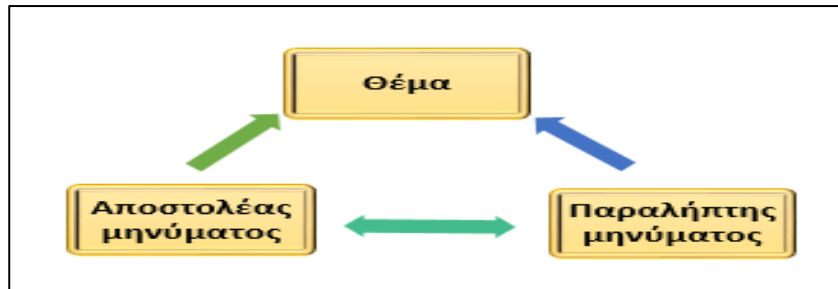 Θέμα
Αποστολέας
μηνύματος
Παραλήπτης
μηνύματος